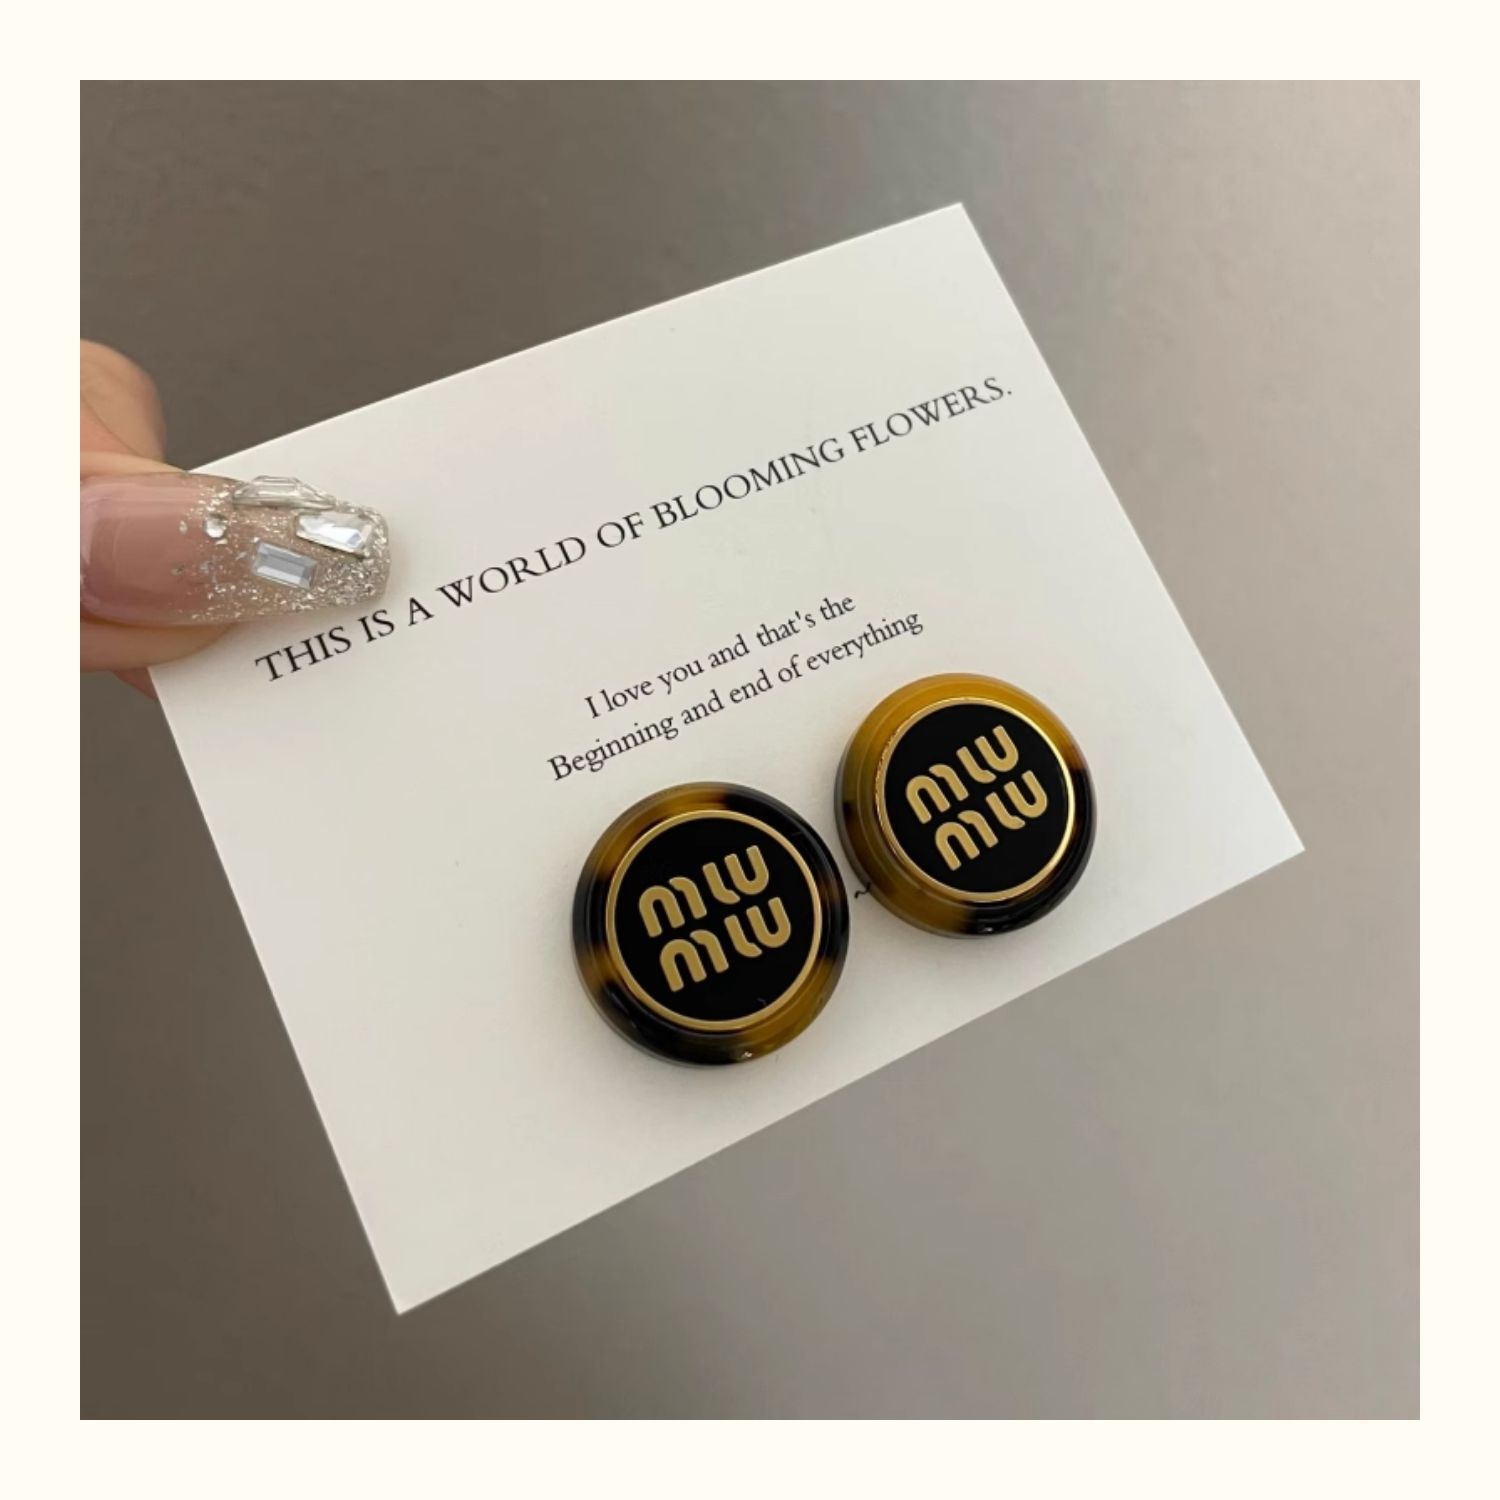 THIS IS A WORLD OF BLOOMING FLOWERS.
I love you and that's the
Beginning and end of everything
~
miu
miu
miu
miu